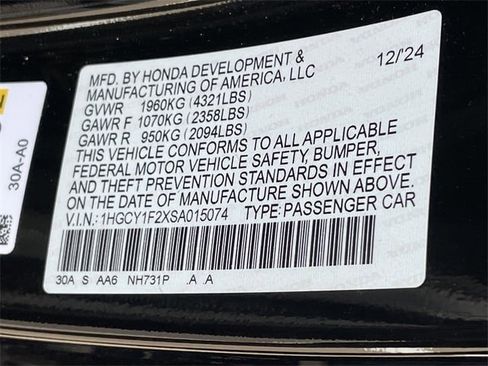 MFD. BY HONDA DEVELOPMENT & 12/'24
MANUFACTURING OF AMERICA, LLC
GVWR 1960KG (4321LBS)
GAWR F 1070KG (2358LBS)
GAWR R 950KG (2094LBS)
THIS VEHICLE CONFORMS TO ALL APPLICABLE
FEDERAL MOTOR VEHICLE SAFETY, BUMPER,
AND THEFT PREVENTION STANDARDS IN EFFECT
ON THE DATE OF MANUFACTURE SHOWN ABOVE.
V.I.N.: 1HGCY1F2XSA015074 TYPE: PASSENGER CAR
30A S AA6 NH731P .A .A
30A-A0